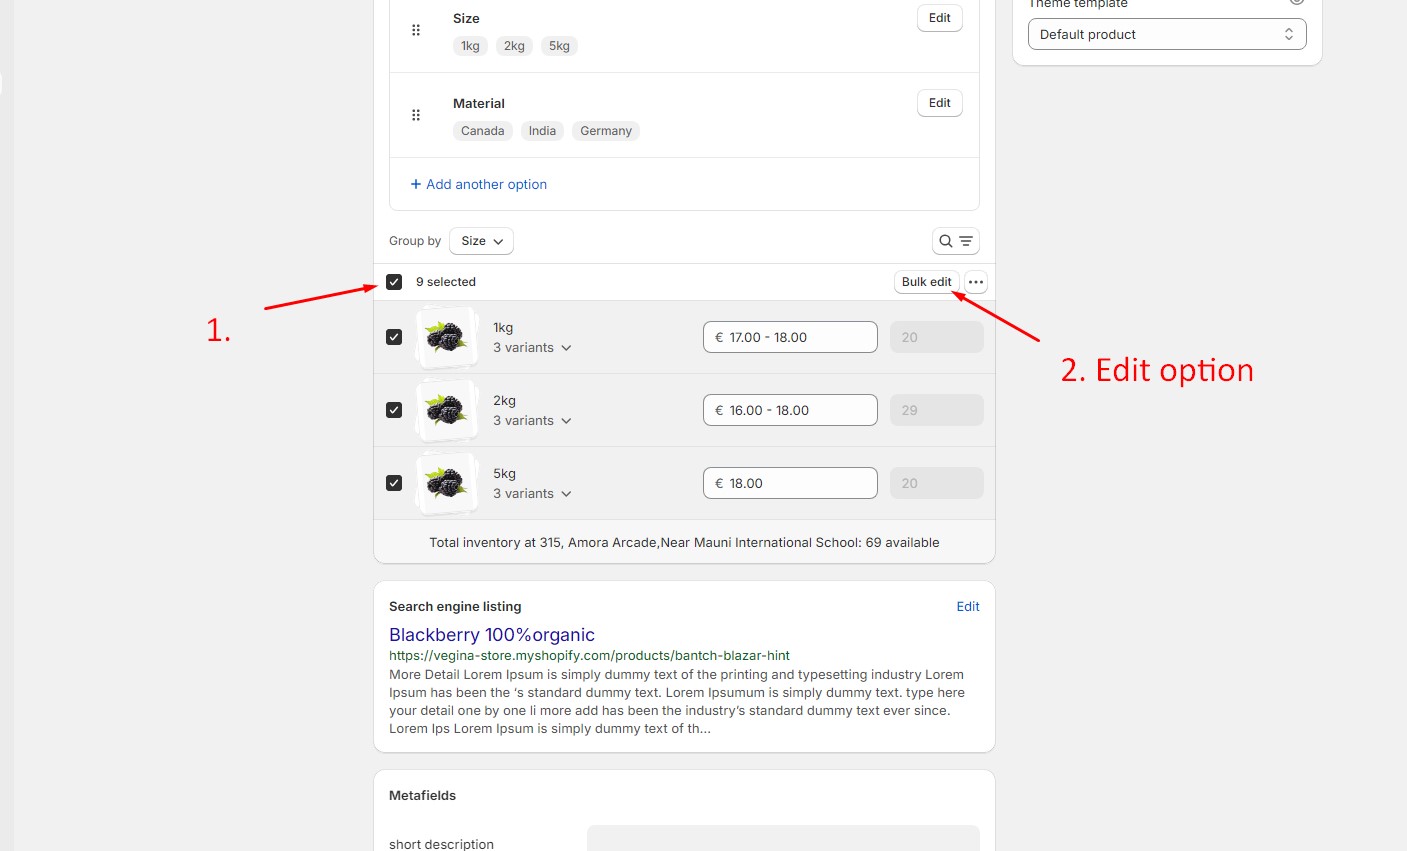 Theme template
Default product
Size
Edit
1kg 2kg 5kg
Material
Edit
Canada India Germany
+ Add another option
Group by Size
9 selected
Bulk edit
1.
2. Edit option
1kg
3 variants
€ 17.00 - 18.00
20
2kg
3 variants
€ 16.00 - 18.00
29
5kg
3 variants
€ 18.00
20
Total inventory at 315, Amora Arcade,Near Mauni International School: 69 available
Search engine listing
Edit
Blackberry 100%organic
https://vegina-store.myshopify.com/products/bantch-blazar-hint
More Detail Lorem Ipsum is simply dummy text of the printing and typesetting industry Lorem
Ipsum has been the ‘s standard dummy text. Lorem Ipsumum is simply dummy text. type here
your detail one by one li more add has been the industry’s standard dummy text ever since.
Lorem Ips Lorem Ipsum is simply dummy text of th...
Metafields
short description